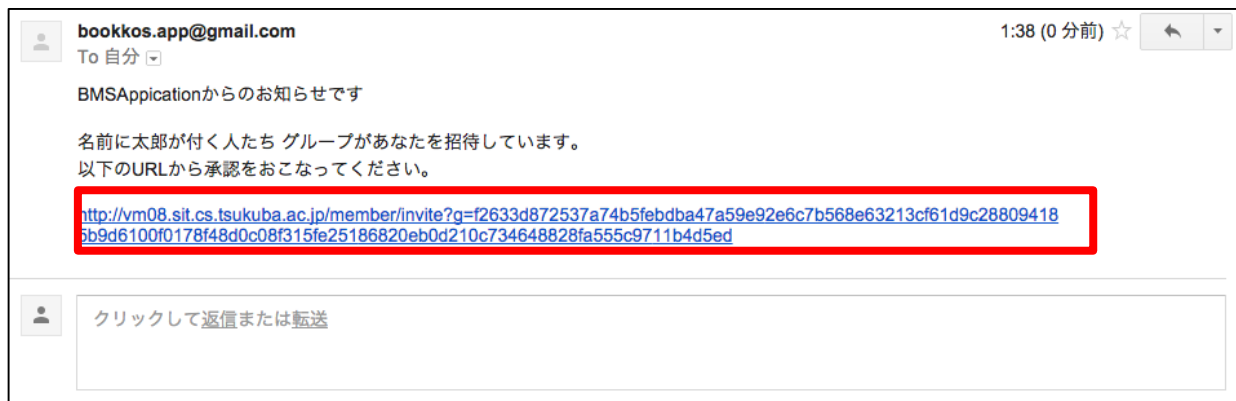 bookkos.app@gmail.com
1:38 (0 分前)
To 自分
BMSAppicationからのお知らせです
名前に太郎が付く人たち グループがあなたを招待しています。
以下のURLから承認をおこなってください。
http://vm08.sit.cs.tsukuba.ac.jp/member/invite?g=f2633d872537a74b5febdba47a59e92e6c7b568e63213cf61d9c28809418
5b9d6100f0178f48d0c08f315fe25186820eb0d210c734648828fa555c9711b4d5ed
クリックして返信または転送